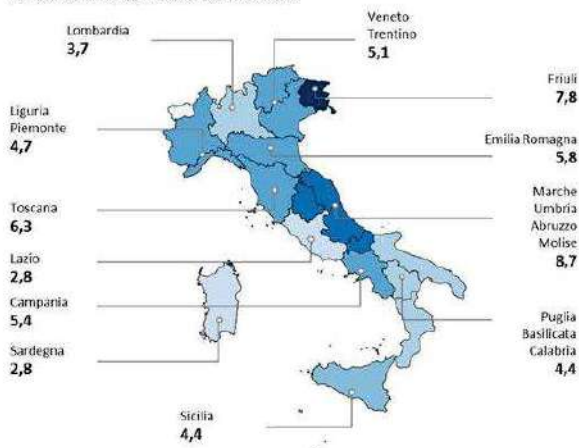 Lombardia
3,7
Veneto
Trentino
5,1
Friuli
7,8
Liguria
Piemonte
4,7
Emilia Romagna
5,8
Toscana
6,3
Marche
Umbria
Abruzzo
Molise
8,7
Lazio
2,8
Campania
5,4
Sardegna
2,8
Puglia
Basilicata
Calabria
4,4
Sicilia
4,4